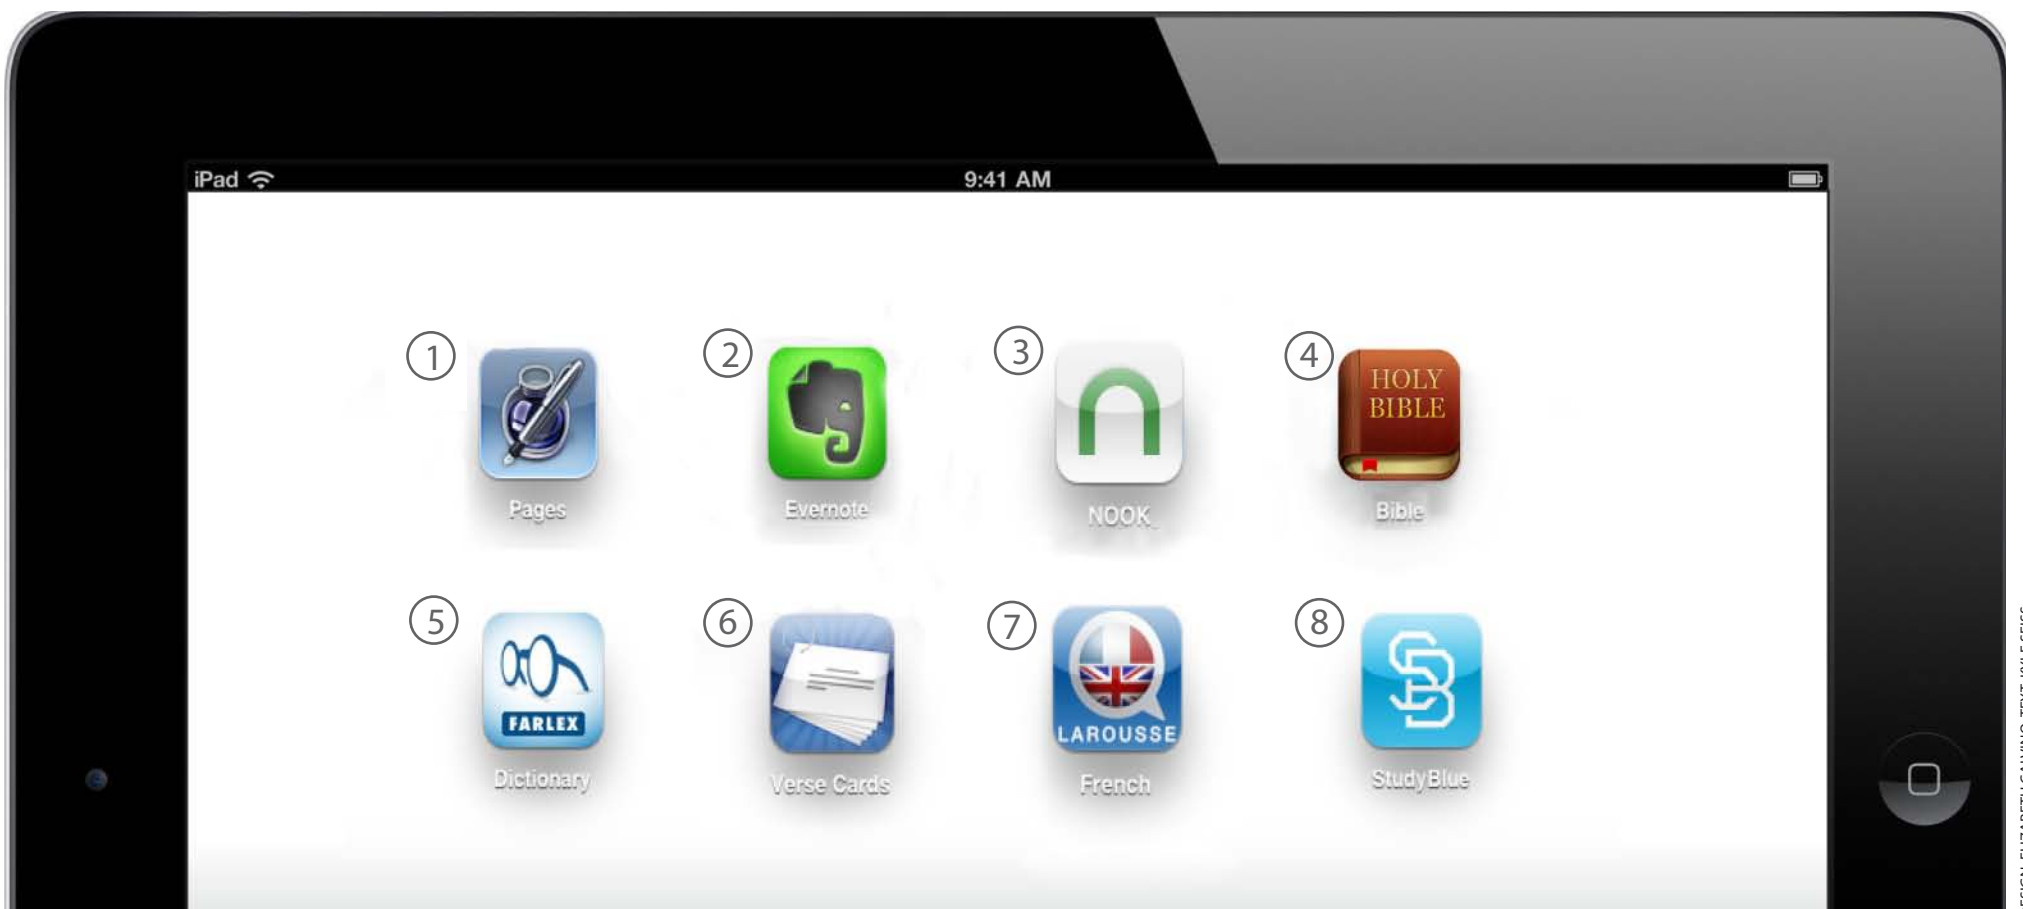 iPad 9:41 AM
1 2 3 4
HOLY
BIBLE
Pages Evernote NOOK Bible
5 6 7 8
FARLEX LAROUSSE SB
Dictionary Verse Cards French StudyBlue